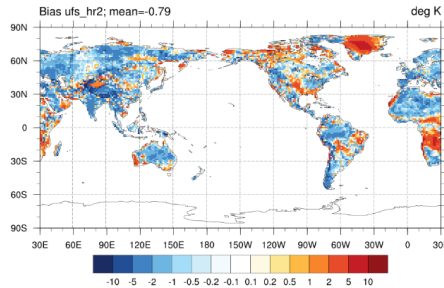 Bias ufs_hr2; mean=-0.79 deg K
90N
60N
30N
0
30S
60S
90S
30E 60E 90E 120E 150E 180 150W 120W 90W 60W 30W 0 30
-10 -5 -2 -1 -0.5 -0.2 -0.1 0.1 0.2 0.5 1 2 5 10